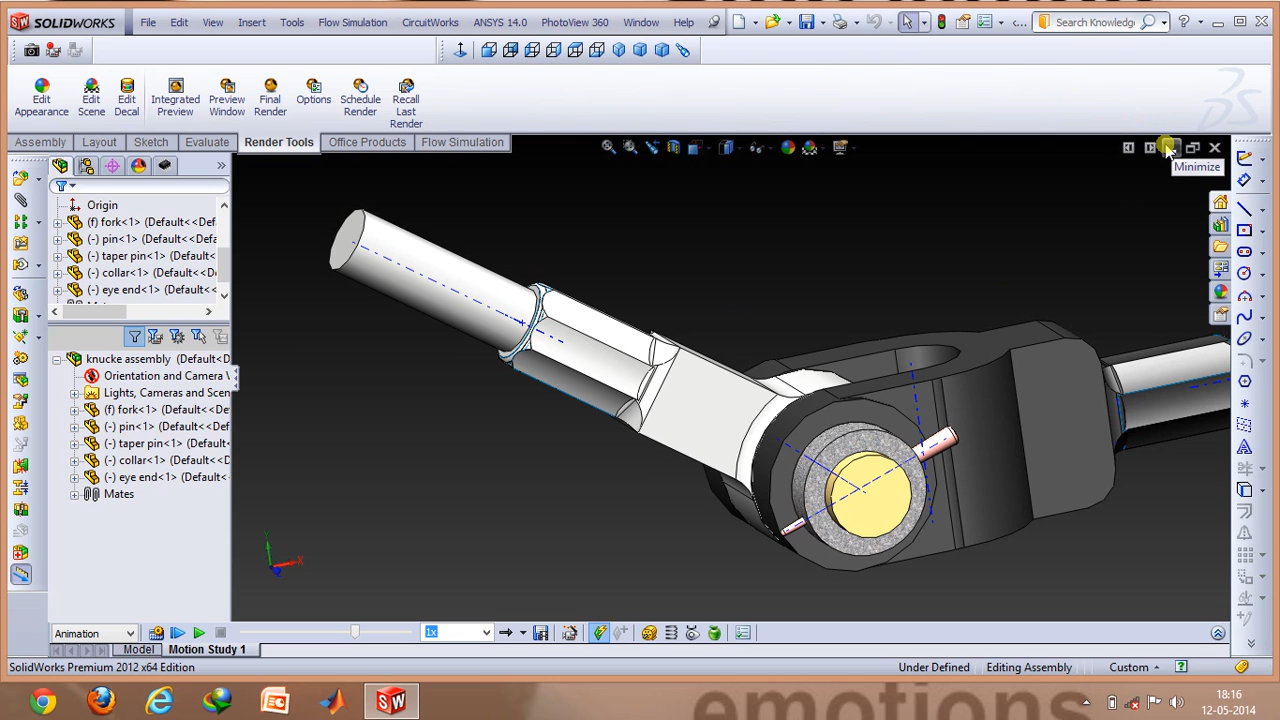 SOLIDWORKS File Edit View Insert Tools Flow Simulation CircuitWorks ANSYS 14.0 PhotoView 360 Window Help Search Knowledge
Edit Appearance
Edit Scene
Edit Decal
Integrated Preview
Preview Window
Final Render
Options
Schedule Render
Recall Last Render
Assembly Layout Sketch Evaluate Render Tools Office Products Flow Simulation
Minimize
Origin
(f) fork<1> (Default<<Def
(-) pin<1> (Default<<Defa
(-) taper pin<1> (Default<
(-) collar<1> (Default<<D
(-) eye end<1> (Default<<
knucke assembly (Default<D
Orientation and Camera V
Lights, Cameras and Scen
(f) fork<1> (Default<<Def
(-) pin<1> (Default<<Defa
(-) taper pin<1> (Default<
(-) collar<1> (Default<<D
(-) eye end<1> (Default<<
Mates
X
Animation 1x
Model Motion Study 1
SolidWorks Premium 2012 x64 Edition Under Defined Editing Assembly Custom
emotions
18:16
12-05-2014